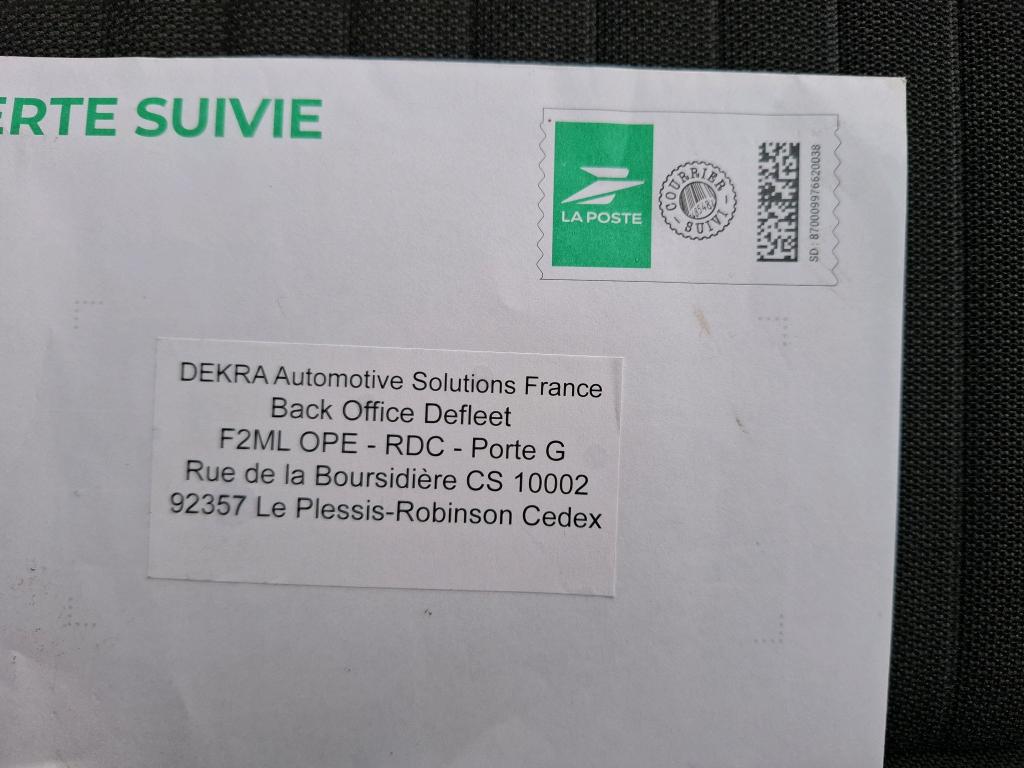 ERTE SUIVIE
LA POSTE
COURRIER
SUIVI
SD : 870009976620038
DEKRA Automotive Solutions France
Back Office Defleet
F2ML OPE - RDC - Porte G
Rue de la Boursidière CS 10002
92357 Le Plessis-Robinson Cedex